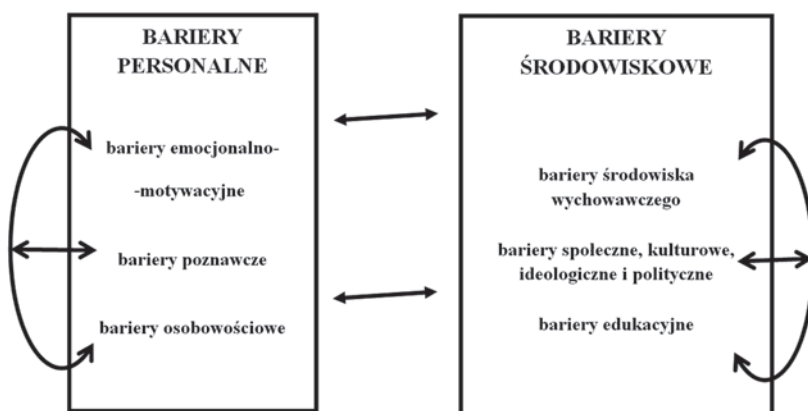 BARIERY
PERSONALNE
bariery emocjonalno-
-motywacyjne
bariery poznawcze
bariery osobowościowe
BARIERY
ŚRODOWISKOWE
bariery środowiska
wychowawczego
bariery społeczne, kulturowe,
ideologiczne i polityczne
bariery edukacyjne